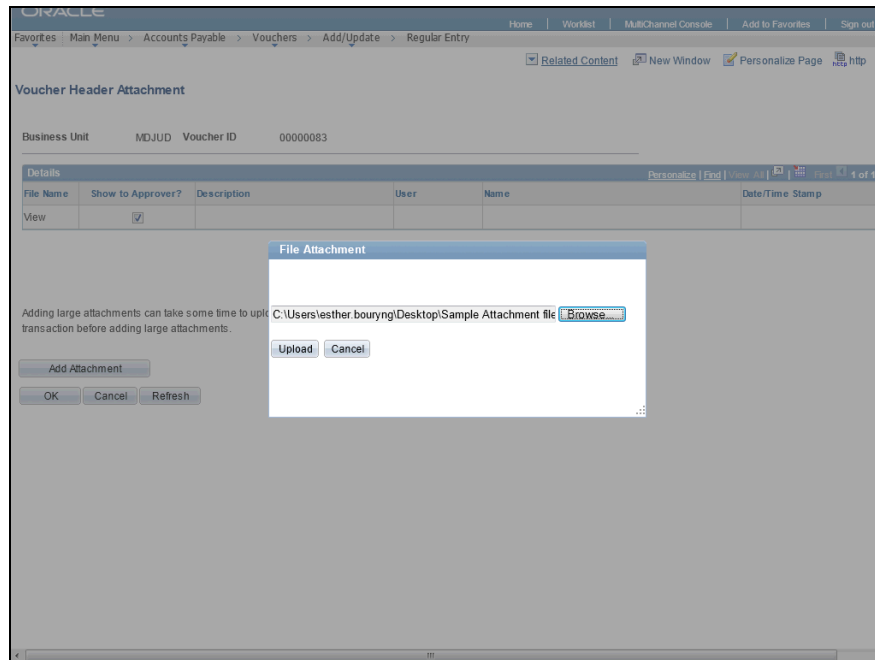 ORACLE
Home | Worklist | MultiChannel Console | Add to Favorites | Sign out
Favorites | Main Menu > Accounts Payable > Vouchers > Add/Update > Regular Entry
Related Content New Window Personalize Page http
Voucher Header Attachment
Business Unit MDJUD Voucher ID 00000083
Details Personalize | Find | View All | First 1 of 1
File Name Show to Approver? Description User Name Date/Time Stamp
View
File Attachment
C:\Users\esther.bouryng\Desktop\Sample Attachment file Browse...
Upload Cancel
Adding large attachments can take some time to uplo
transaction before adding large attachments.
Add Attachment
OK Cancel Refresh